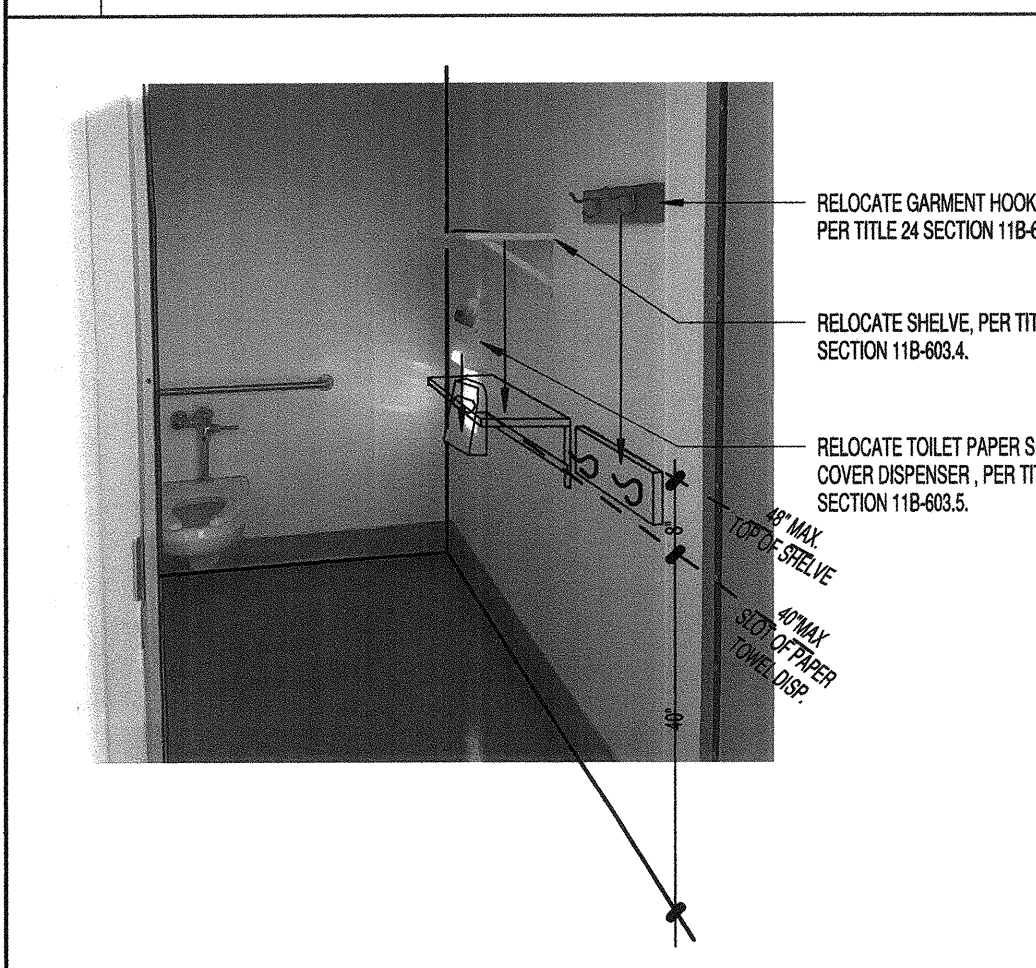 RELOCATE GARMENT HOOK
PER TITLE 24 SECTION 11B-6
RELOCATE SHELVE, PER TIT
SECTION 11B-603.4.
RELOCATE TOILET PAPER S
COVER DISPENSER , PER TIT
SECTION 11B-603.5.
48" MAX.
TOP OF SHELVE
8"
40"MAX
SLOT OF PAPER
TOWEL DISP.
40"